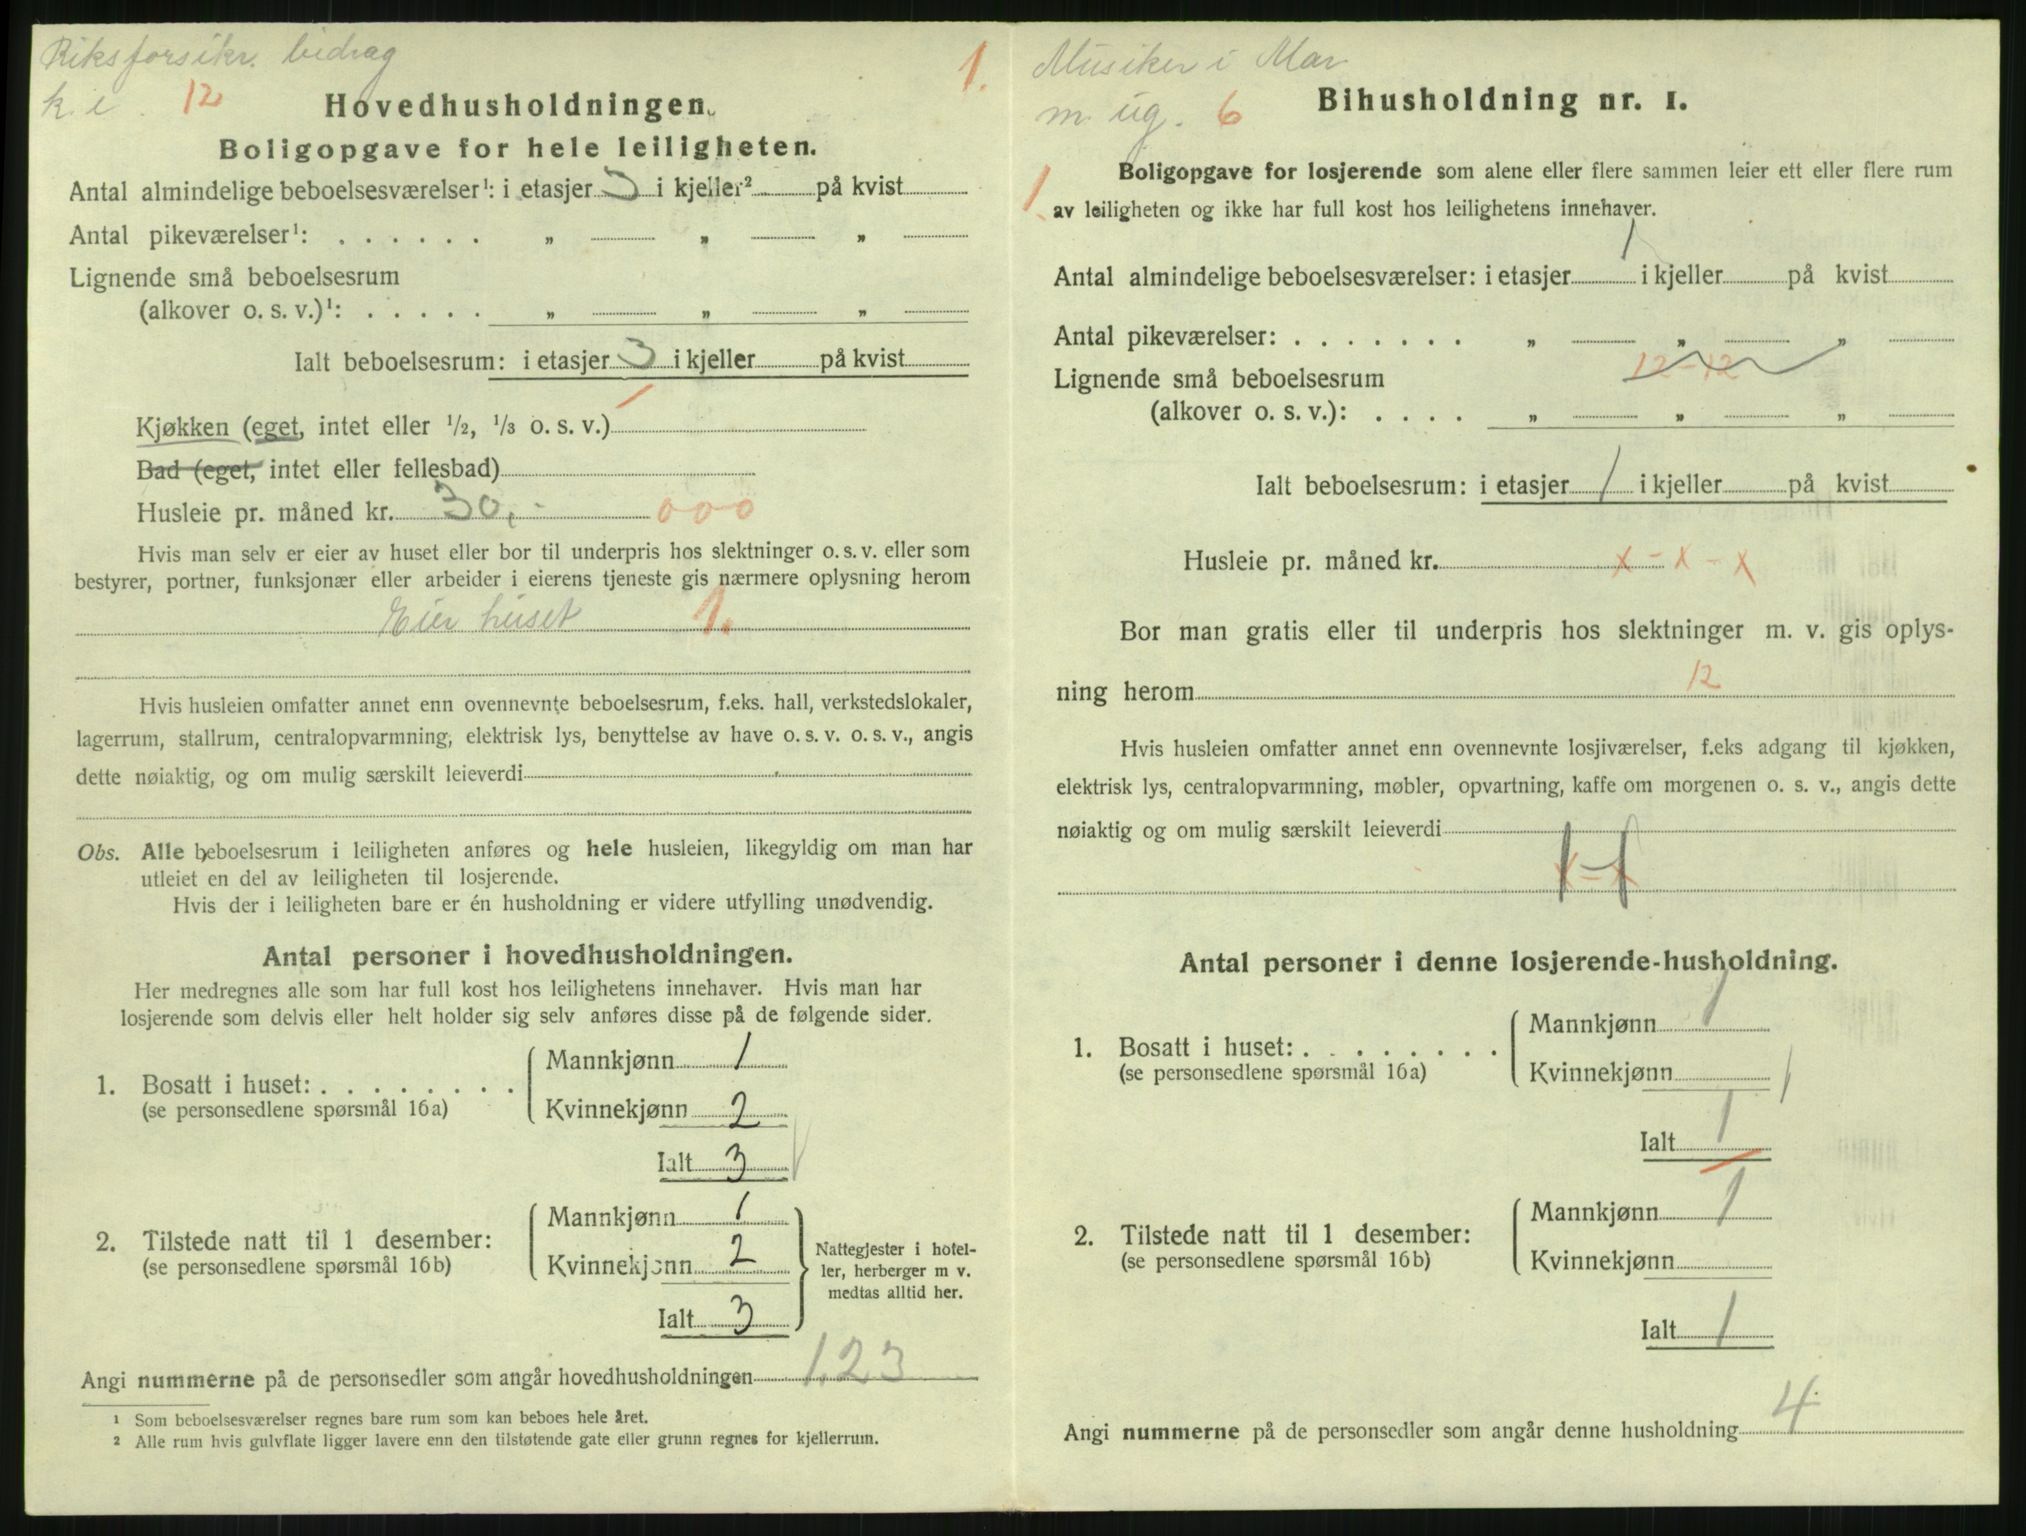 Riksforsikr. bidrag
k. e. 12 1.
Hovedhusholdningen.
Boligopgave for hele leiligheten.
Antal almindelige beboelsesværelser¹: i etasjer 3 i kjeller² på kvist
Antal pikeværelser¹: . . . . . . „ „ „
Lignende små beboelsesrum
(alkover o. s. v.)¹: . . . . . „ „ „
Ialt beboelsesrum: i etasjer 3 i kjeller på kvist
Kjøkken (eget, intet eller 1/2, 1/3 o. s. v.)
Bad (eget, intet eller fellesbad)
Husleie pr. måned kr. 30,- 000
Hvis man selv er eier av huset eller bor til underpris hos slektninger o. s. v. eller som
bestyrer, portner, funksjonær eller arbeider i eierens tjeneste gis nærmere oplysning herom
Eier huset 1.
Hvis husleien omfatter annet enn ovennevnte beboelsesrum, f.eks. hall, verkstedslokaler,
lagerrum, stallrum, centralopvarmning, elektrisk lys, benyttelse av have o. s. v. o. s. v., angis
dette nøiaktig, og om mulig særskilt leieverdi
Obs. Alle beboelsesrum i leiligheten anføres og hele husleien, likegyldig om man har
utleiet en del av leiligheten til losjerende.
Hvis der i leiligheten bare er én husholdning er videre utfylling unødvendig.
Antal personer i hovedhusholdningen.
Her medregnes alle som har full kost hos leilighetens innehaver. Hvis man har
losjerende som delvis eller helt holder sig selv anføres disse på de følgende sider.
Mannkjønn 1
1. Bosatt i huset: . . . . . . . .
(se personsedlene spørsmål 16a)
Kvinnekjønn 2
Ialt 3
Mannkjønn 1
2. Tilstede natt til 1 desember:
(se personsedlene spørsmål 16b)
Kvinnekjønn 2
Ialt 3
Nattegjester i hotel-
ler, herberger m v.
medtas alltid her.
Angi nummerne på de personsedler som angår hovedhusholdningen 1.2 3
¹ Som beboelsesværelser regnes bare rum som kan beboes hele året.
² Alle rum hvis gulvflate ligger lavere enn den tilstøtende gate eller grunn regnes for kjellerrum.
Musiker i Mar
m ug. 6
Bihusholdning nr. 1.
1. Boligopgave for losjerende som alene eller flere sammen leier ett eller flere rum
av leiligheten og ikke har full kost hos leilighetens innehaver.
Antal almindelige beboelsesværelser: i etasjer 1 i kjeller på kvist
Antal pikeværelser: . . . . . . . „ „ „
12-12
Lignende små beboelsesrum
(alkover o. s. v.): . . . . „ „ „
Ialt beboelsesrum: i etasjer 1 i kjeller på kvist
Husleie pr. måned kr. x - x - x
Bor man gratis eller til underpris hos slektninger m. v. gis oplys-
ning herom 12
Hvis husleien omfatter annet enn ovennevnte losjiværelser, f.eks adgang til kjøkken,
elektrisk lys, centralopvarmning, møbler, opvartning, kaffe om morgenen o. s. v., angis dette
nøiaktig og om mulig særskilt leieverdi
x - x
Antal personer i denne losjerende-husholdning.
Mannkjønn 1
1. Bosatt i huset: . . . . . . . .
(se personsedlene spørsmål 16a)
Kvinnekjønn
Ialt 1
Mannkjønn 1
2. Tilstede natt til 1 desember:
(se personsedlene spørsmål 16b)
Kvinnekjønn
Ialt 1
Angi nummerne på de personsedler som angår denne husholdning 4